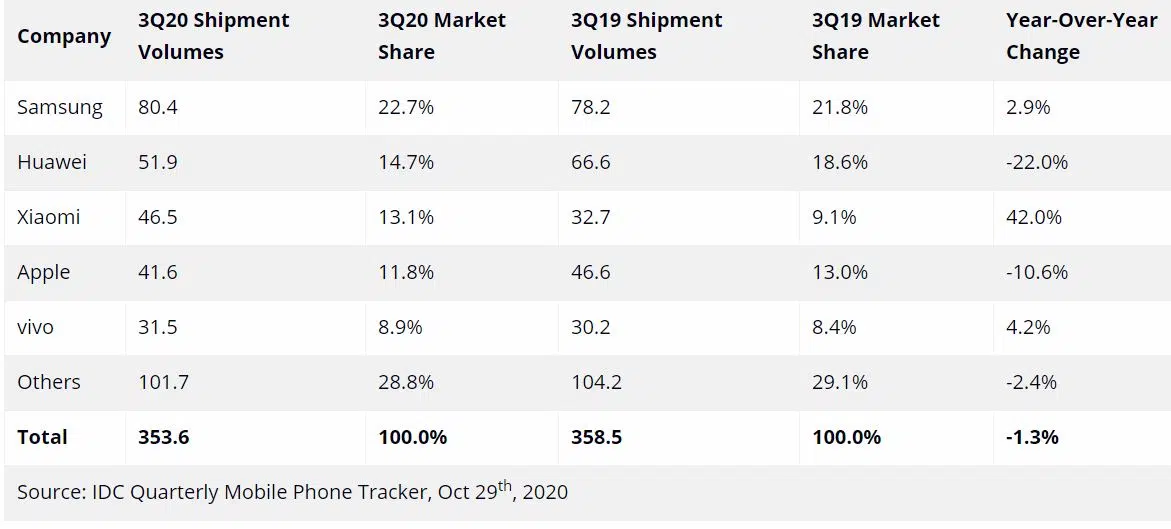 Company 3Q20 Shipment Volumes 3Q20 Market Share 3Q19 Shipment Volumes 3Q19 Market Share Year-Over-Year Change
Samsung 80.4 22.7% 78.2 21.8% 2.9%
Huawei 51.9 14.7% 66.6 18.6% -22.0%
Xiaomi 46.5 13.1% 32.7 9.1% 42.0%
Apple 41.6 11.8% 46.6 13.0% -10.6%
vivo 31.5 8.9% 30.2 8.4% 4.2%
Others 101.7 28.8% 104.2 29.1% -2.4%
Total 353.6 100.0% 358.5 100.0% -1.3%
Source: IDC Quarterly Mobile Phone Tracker, Oct 29th, 2020